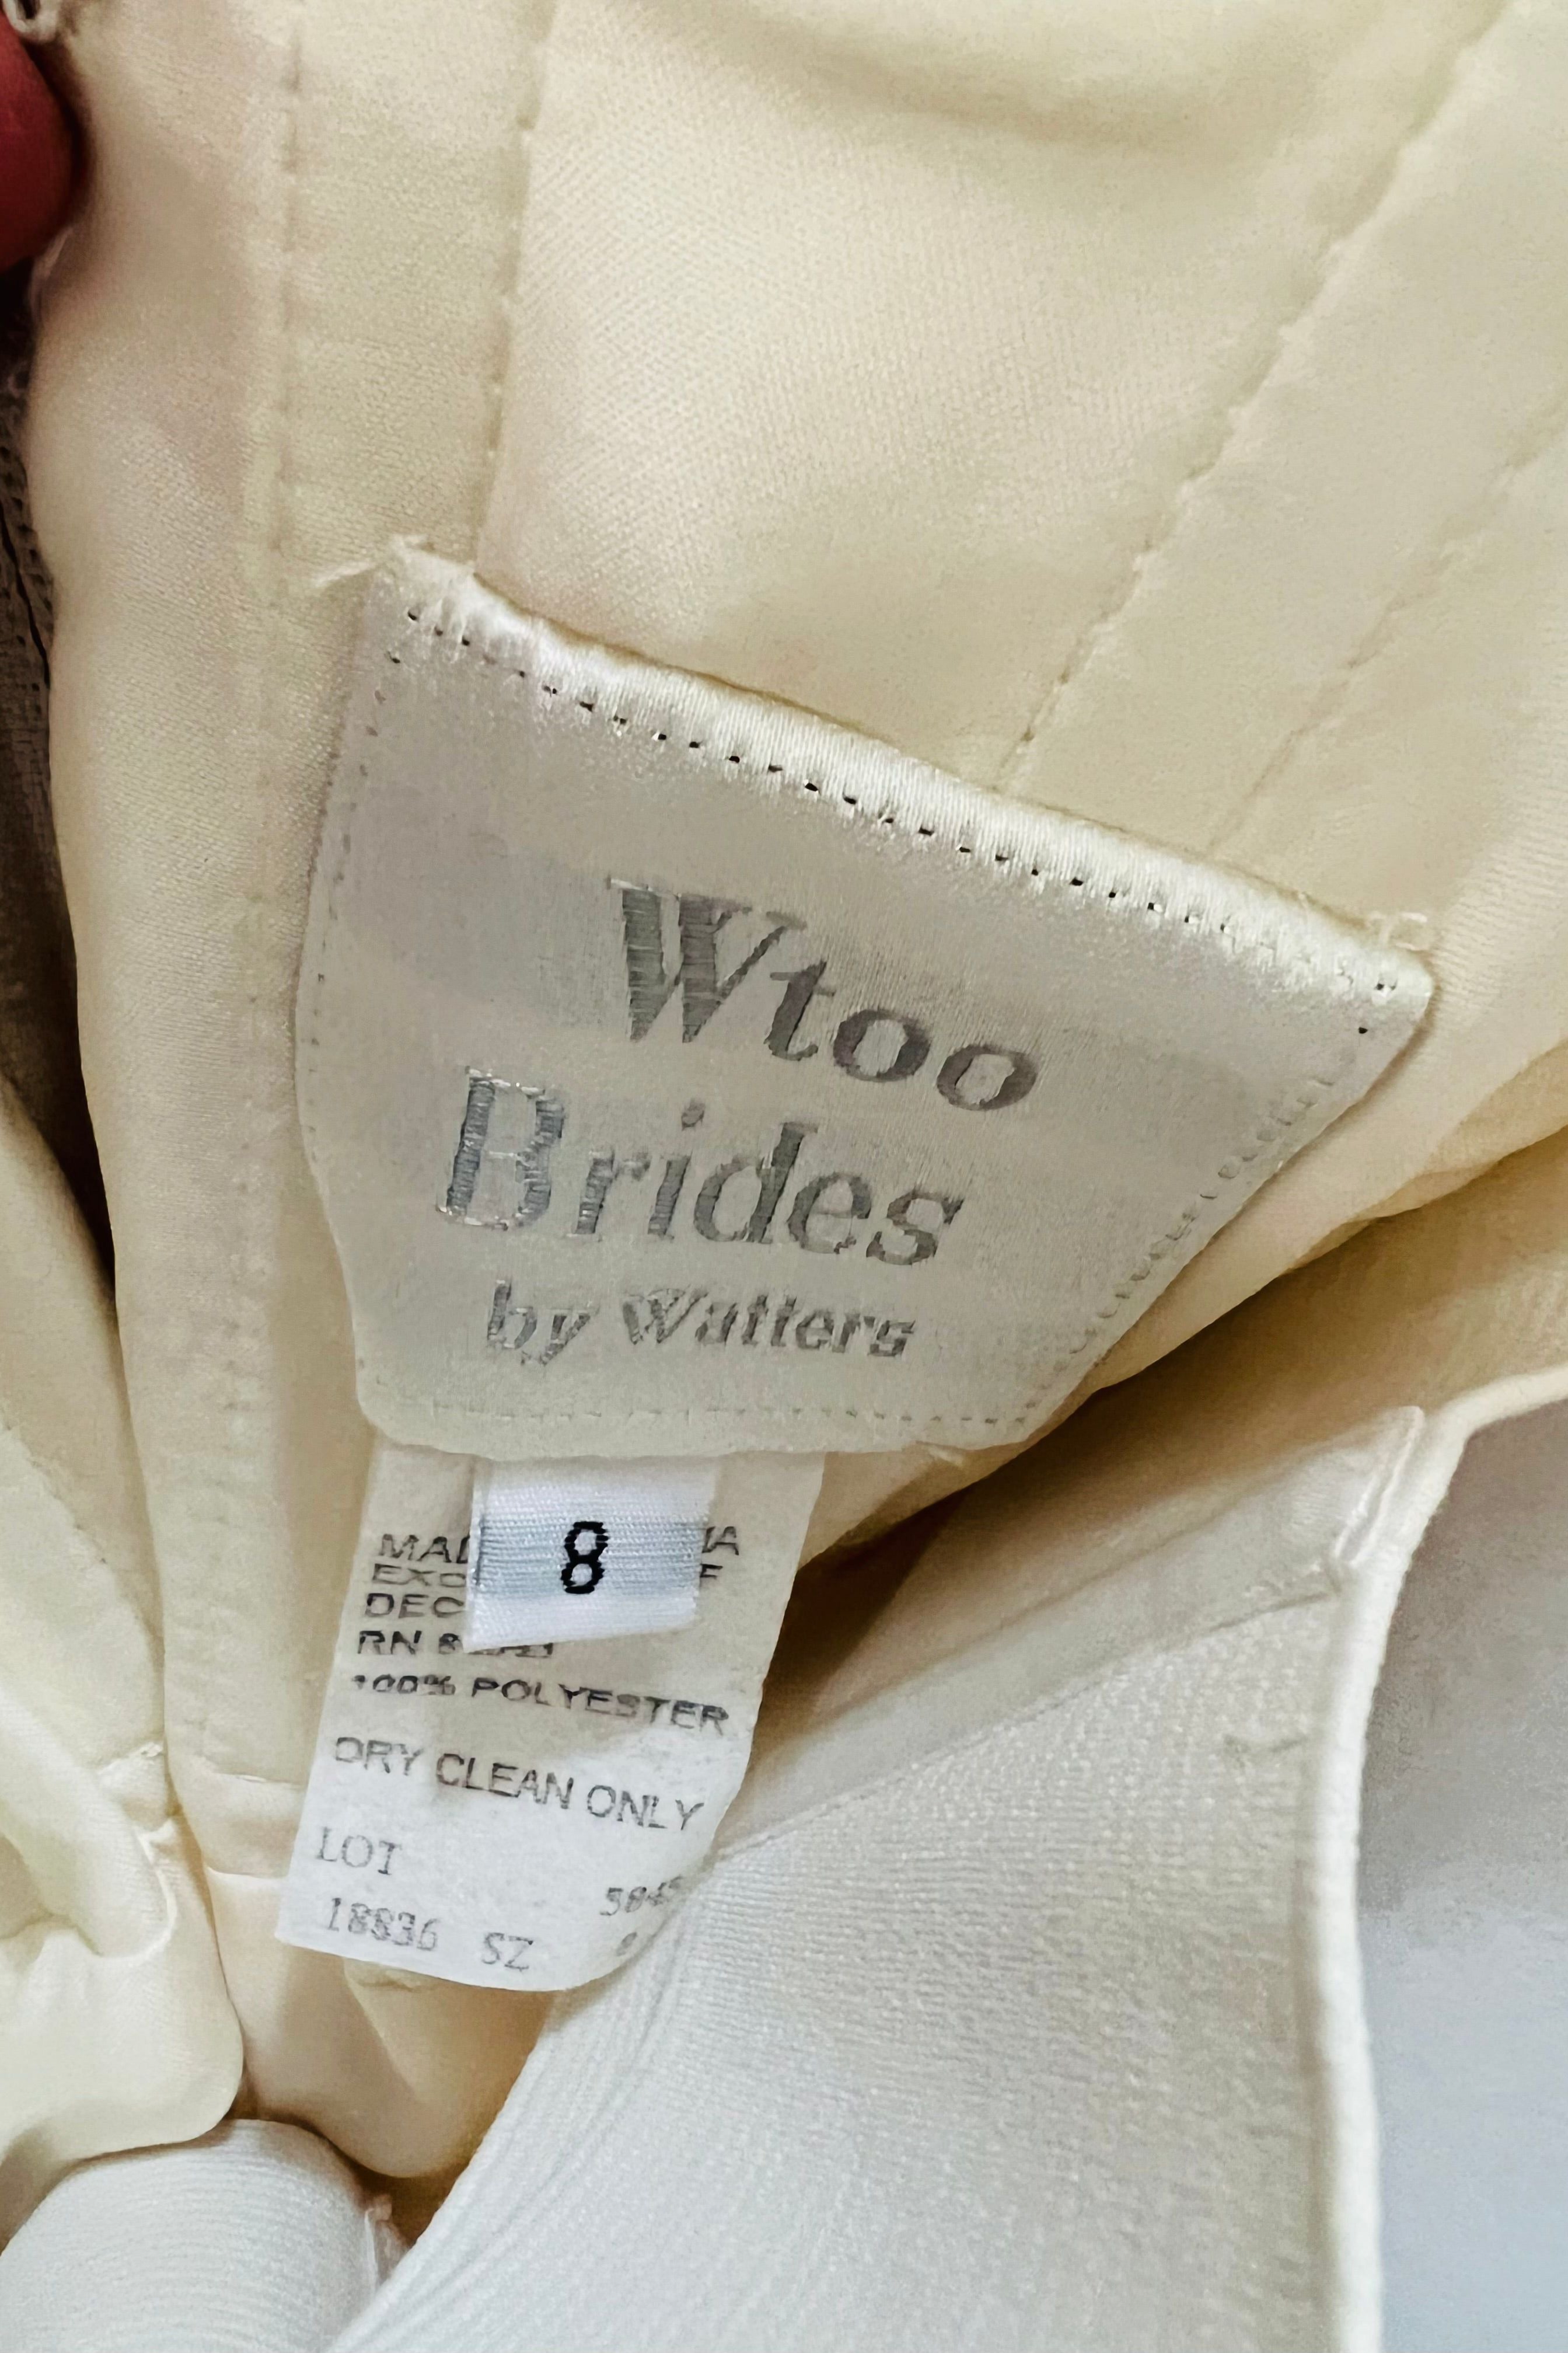 Wtoo
Brides
by Watters
8
RN
100% POLYESTER
DRY CLEAN ONLY
LOT
18836 SZ